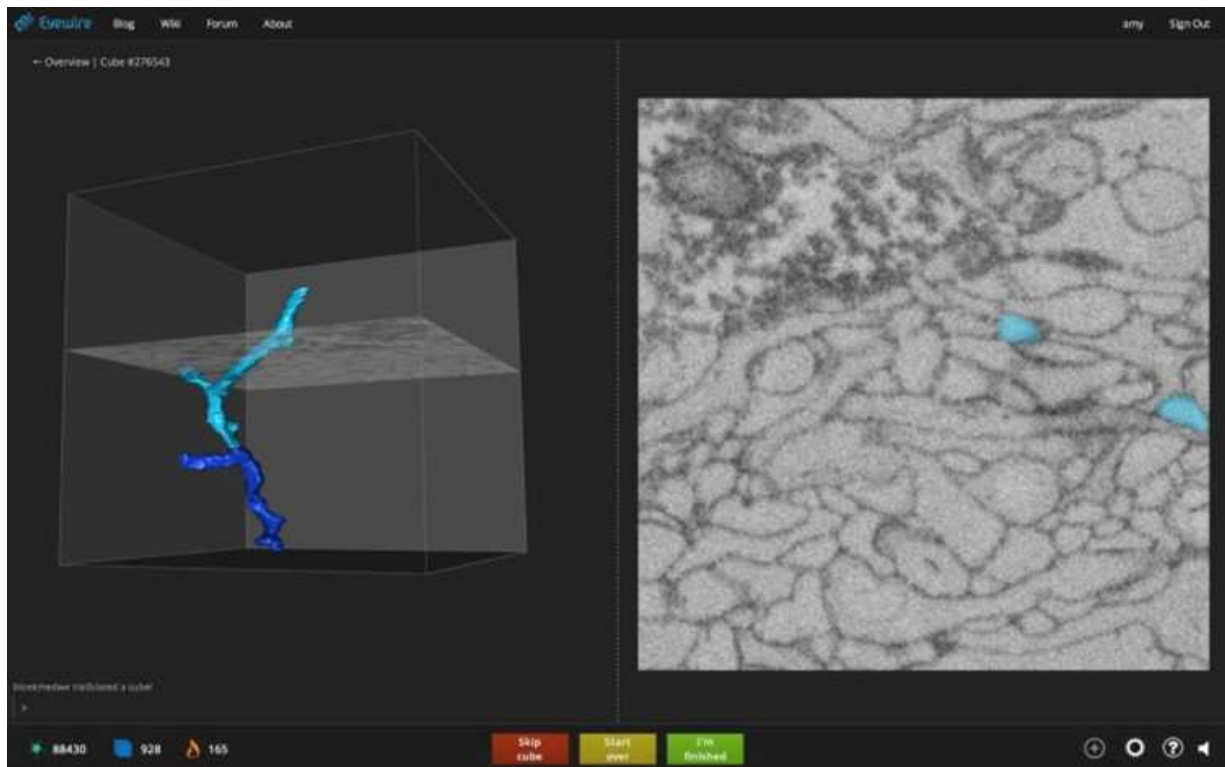 Eyewire Blog Wiki Forum About amy Sign Out
← Overview | Cube #276543
a cube!
>
88430 928 165 Skip cube Start over I'm finished